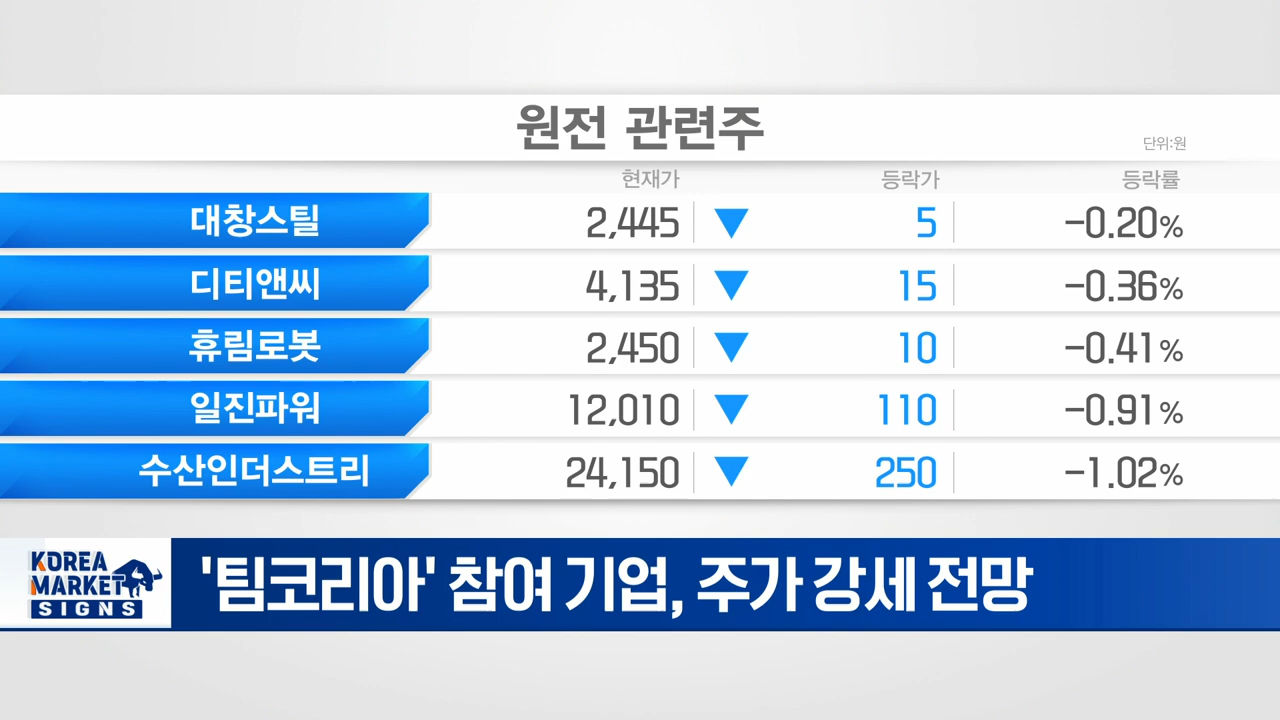 원전 관련주
단위:원
현재가 등락가 등락률
대창스틸 2,445 ▼ 5 -0.20%
디티앤씨 4,135 ▼ 15 -0.36%
휴림로봇 2,450 ▼ 10 -0.41%
일진파워 12,010 ▼ 110 -0.91%
수산인더스트리 24,150 ▼ 250 -1.02%
KOREA
MARKET
SIGNS
'팀코리아' 참여 기업, 주가 강세 전망